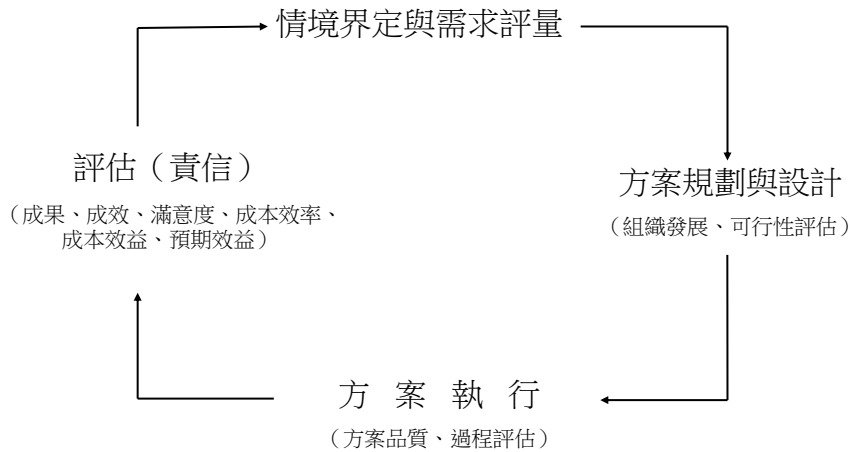 情境界定與需求評量
評估（責信）
（成果、成效、滿意度、成本效率、
成本效益、預期效益）
方案規劃與設計
（組織發展、可行性評估）
方案執行
（方案品質、過程評估）